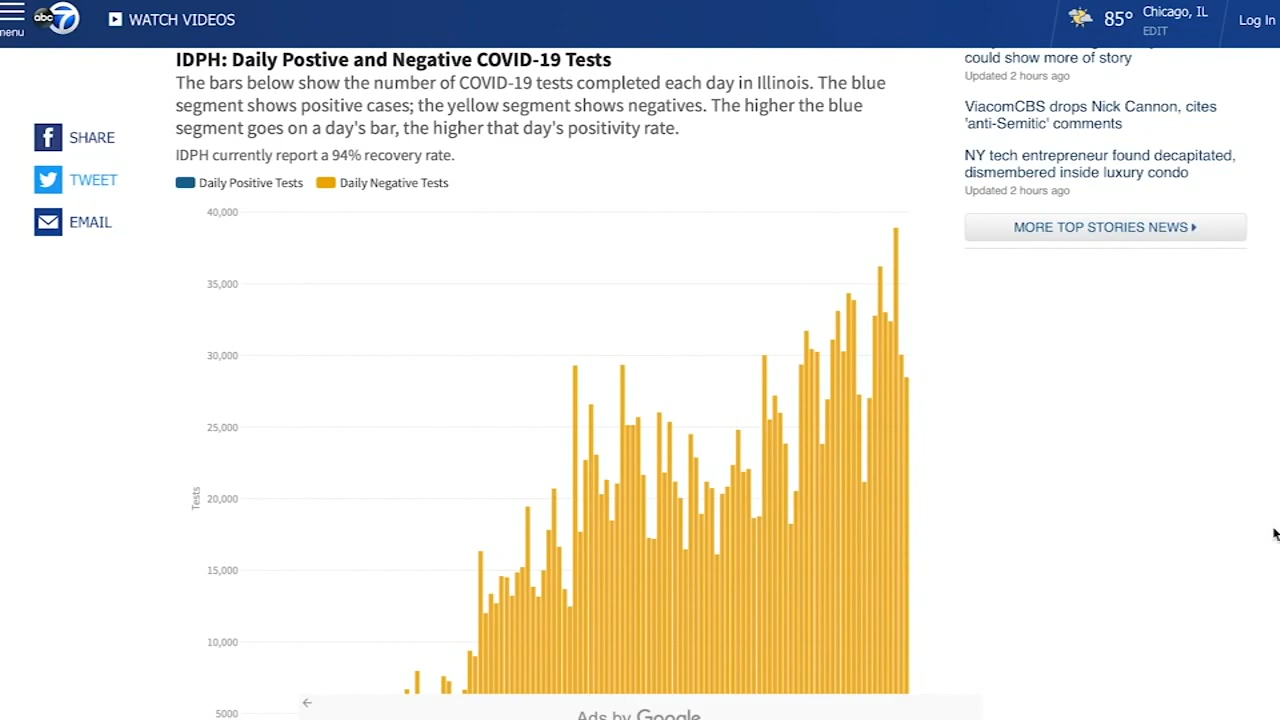 menu
abc 7
WATCH VIDEOS
85°
Chicago, IL
EDIT
Log In
SHARE
TWEET
EMAIL
IDPH: Daily Postive and Negative COVID-19 Tests
The bars below show the number of COVID-19 tests completed each day in Illinois. The blue
segment shows positive cases; the yellow segment shows negatives. The higher the blue
segment goes on a day's bar, the higher that day's positivity rate.
IDPH currently report a 94% recovery rate.
Daily Positive Tests
Daily Negative Tests
40,000
35,000
30,000
25,000
20,000
15,000
10,000
5000
Tests
Ads by Google
could show more of story
Updated 2 hours ago
ViacomCBS drops Nick Cannon, cites
'anti-Semitic' comments
NY tech entrepreneur found decapitated,
dismembered inside luxury condo
Updated 2 hours ago
MORE TOP STORIES NEWS